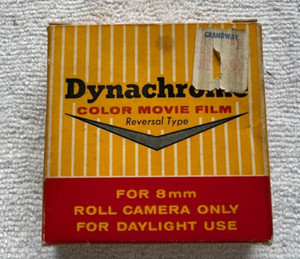 GRANDWAY
Dynachrome
COLOR MOVIE FILM
Reversal Type
FOR 8mm
ROLL CAMERA ONLY
FOR DAYLIGHT USE